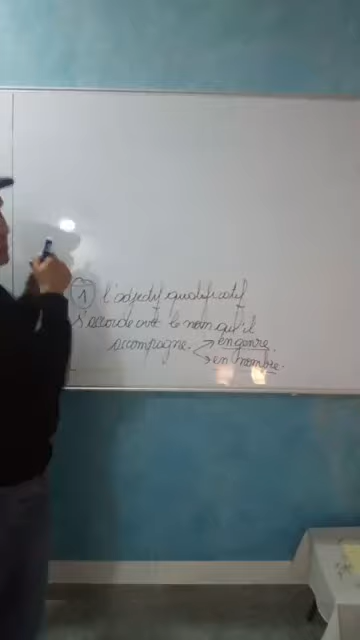 ① l'adjectif qualificatif
s'accorde avec le nom qu'il
accompagne. → en genre.
→ en nombre.